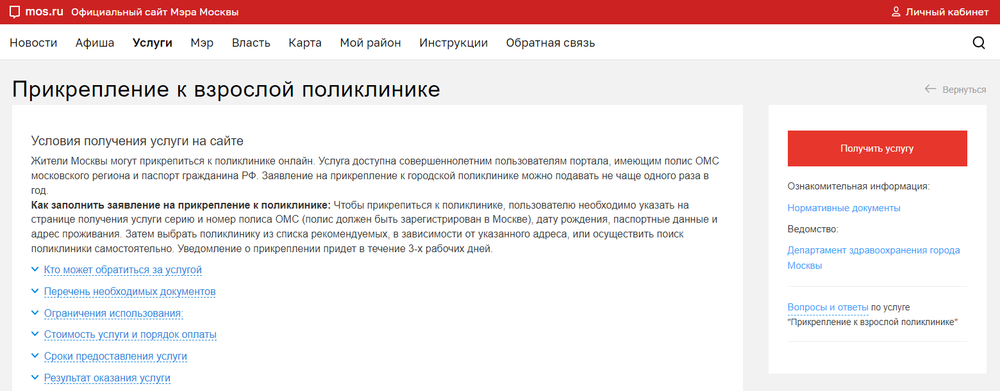 mos.ru Официальный сайт Мэра Москвы
Личный кабинет
Новости Афиша Услуги Мэр Власть Карта Мой район Инструкции Обратная связь
Прикрепление к взрослой поликлинике
Вернуться
Условия получения услуги на сайте
Жители Москвы могут прикрепиться к поликлинике онлайн. Услуга доступна совершеннолетним пользователям портала, имеющим полис ОМС
московского региона и паспорт гражданина РФ. Заявление на прикрепление к городской поликлинике можно подавать не чаще одного раза в
год.
Как заполнить заявление на прикрепление к поликлинике: Чтобы прикрепиться к поликлинике, пользователю необходимо указать на
странице получения услуги серию и номер полиса ОМС (полис должен быть зарегистрирован в Москве), дату рождения, паспортные данные и
адрес проживания. Затем выбрать поликлинику из списка рекомендуемых, в зависимости от указанного адреса, или осуществить поиск
поликлиники самостоятельно. Уведомление о прикреплении придет в течение 3-х рабочих дней.
Кто может обратиться за услугой
Перечень необходимых документов
Ограничения использования:
Стоимость услуги и порядок оплаты
Сроки предоставления услуги
Результат оказания услуги
Получить услугу
Ознакомительная информация:
Нормативные документы
Ведомство:
Департамент здравоохранения города
Москвы
Вопросы и ответы по услуге
"Прикрепление к взрослой поликлинике"